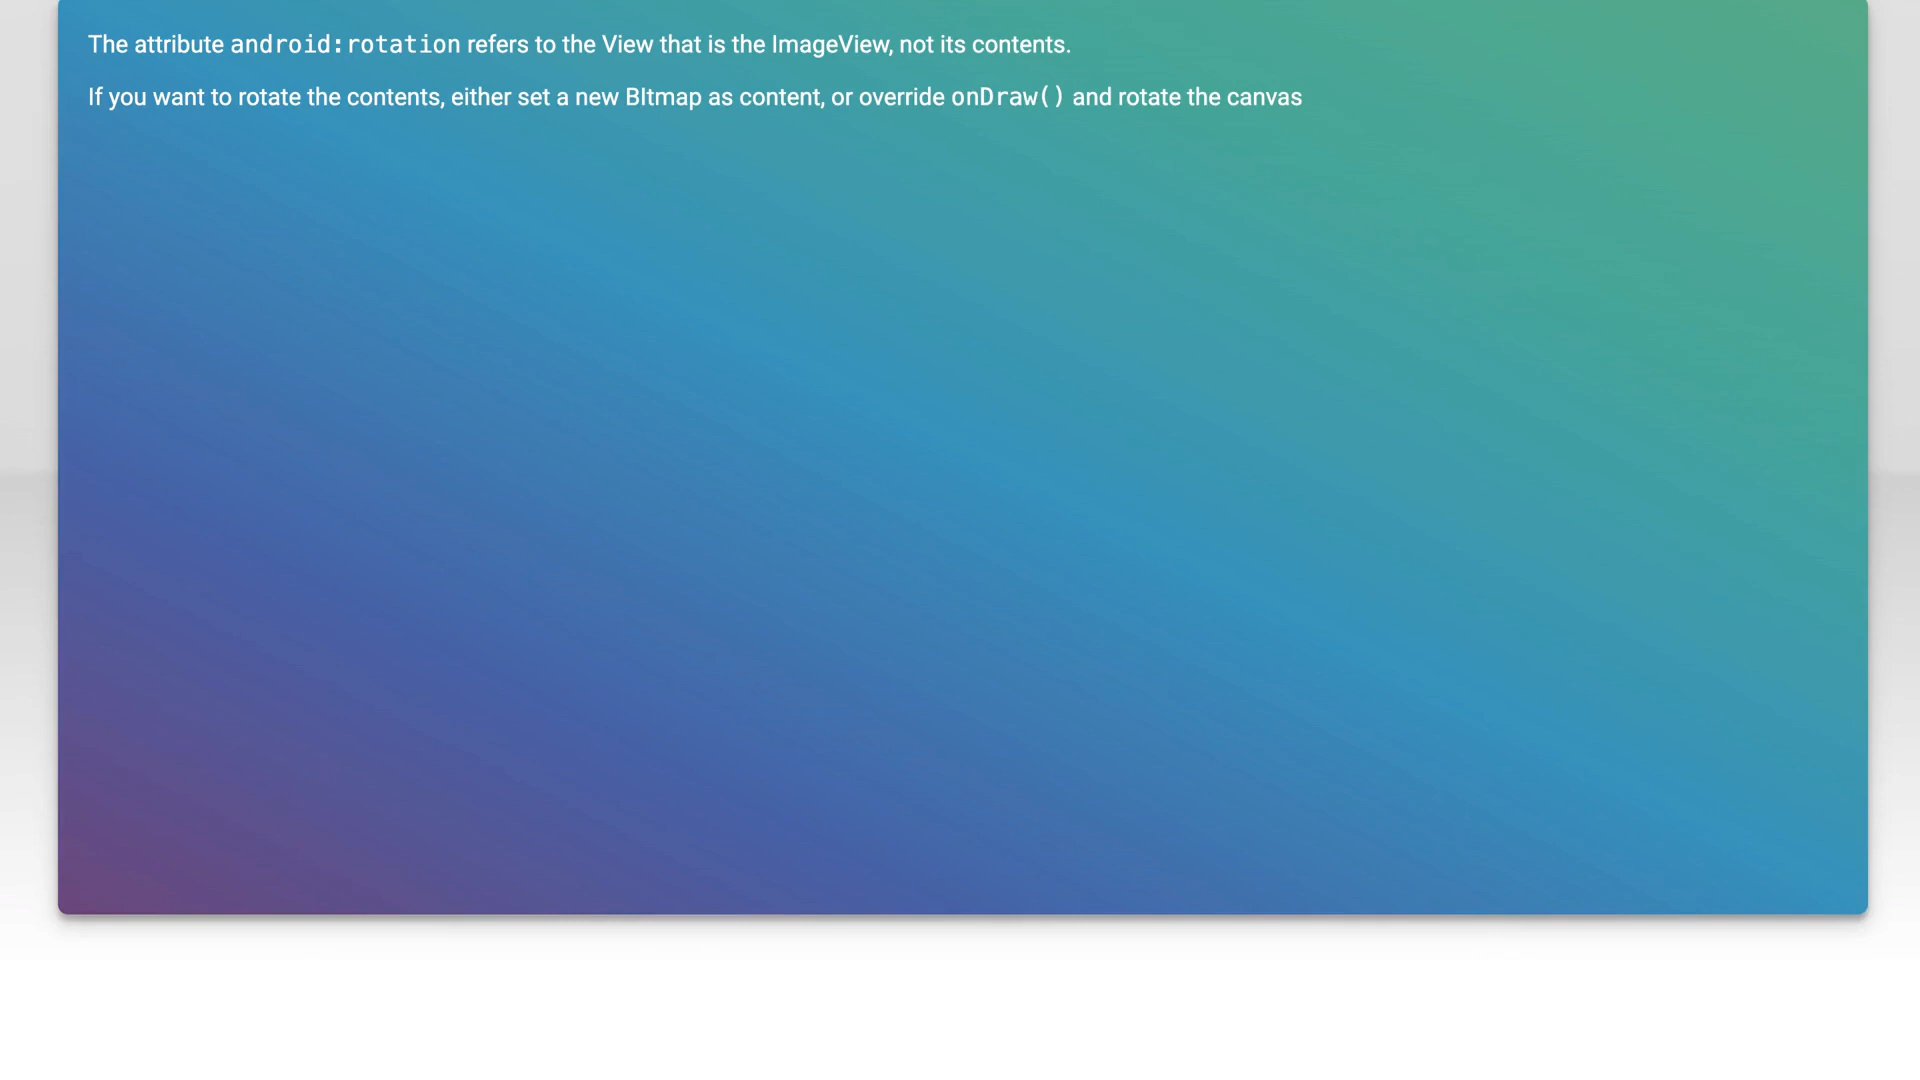 The attribute android:rotation refers to the View that is the ImageView, not its contents.
If you want to rotate the contents, either set a new BItmap as content, or override onDraw() and rotate the canvas